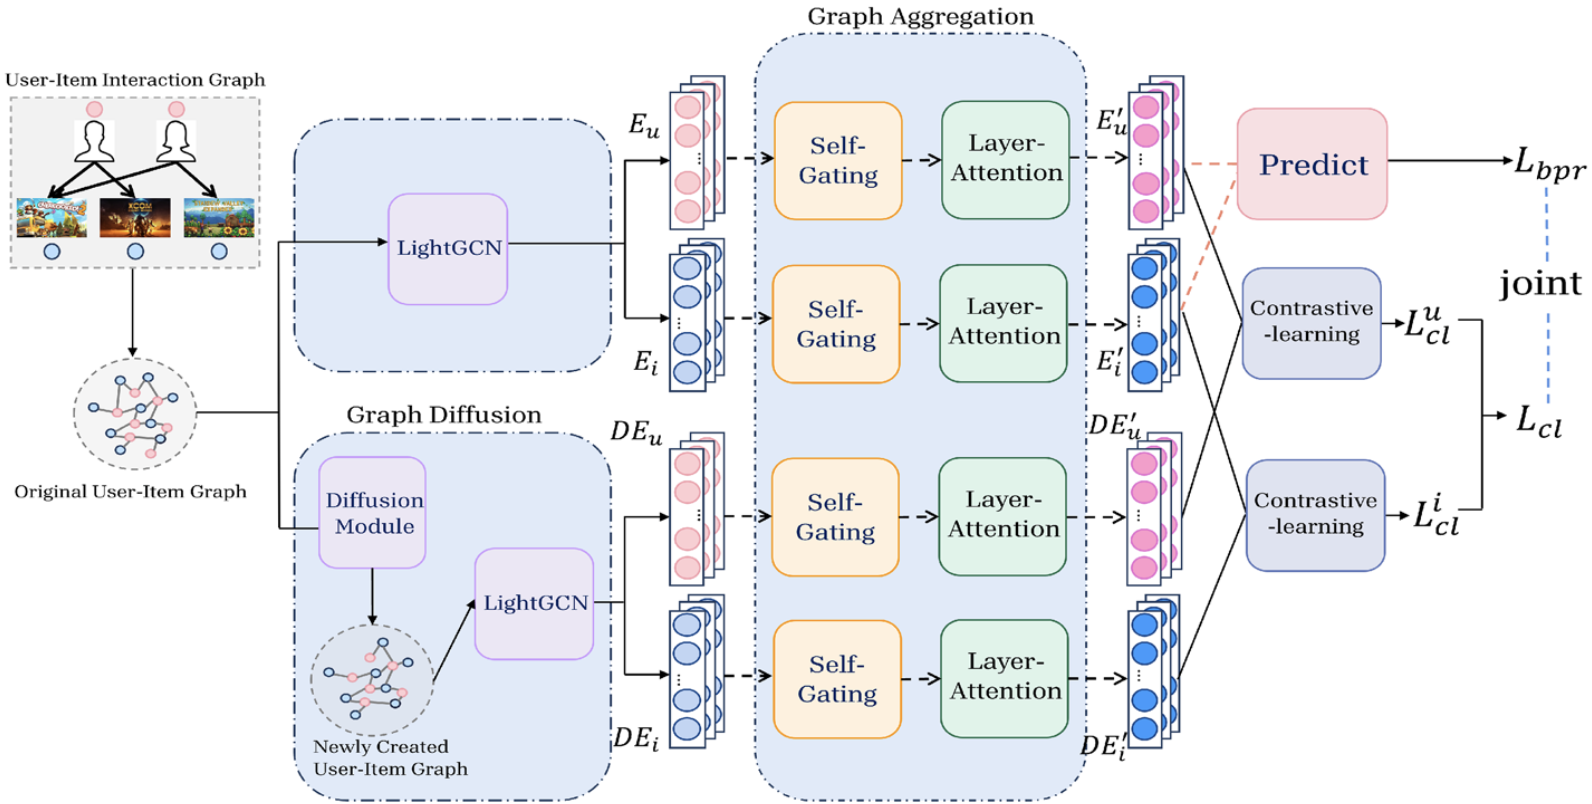 Graph Aggregation
User-Item Interaction Graph
Original User-Item Graph
LightGCN
Graph Diffusion
Diffusion
Module
LightGCN
Newly Created
User-Item Graph
E_u
E_i
DE_u
DE_i
Self-
Gating
Layer-
Attention
Self-
Gating
Layer-
Attention
Self-
Gating
Layer-
Attention
Self-
Gating
Layer-
Attention
E'_u
E'_i
DE'_u
DE'_i
Predict
Contrastive
-learning
Contrastive
-learning
L_{bpr}
joint
L^u_{cl}
L_{cl}
L^i_{cl}